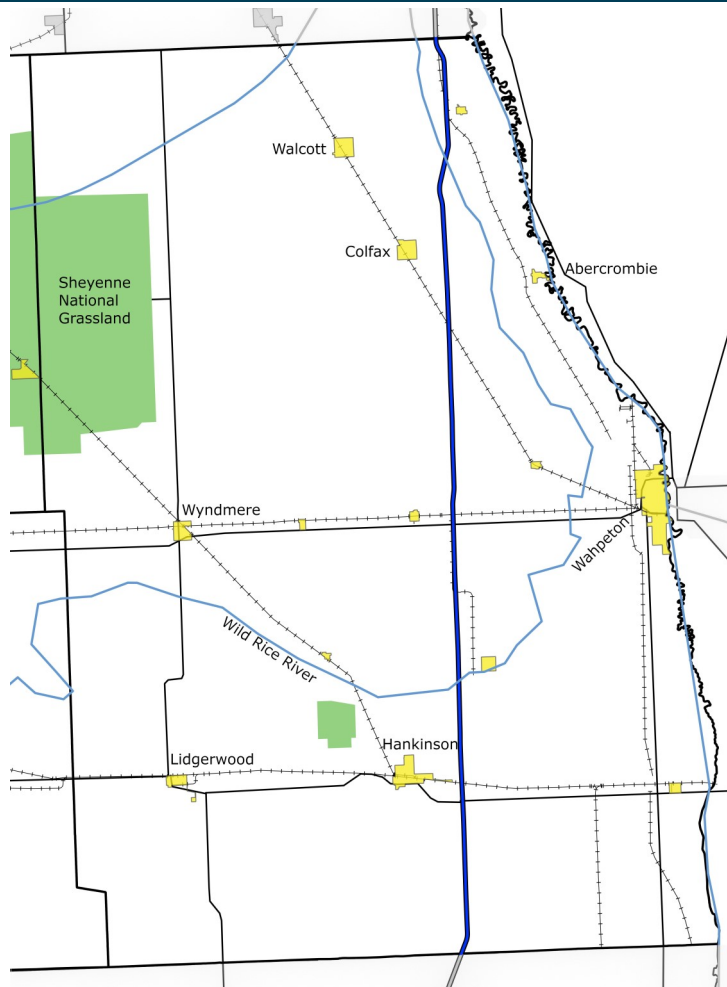 Walcott
Colfax
Abercrombie
Sheyenne
National
Grassland
Wyndmere
Wahpeton
Wild Rice River
Hankinson
Lidgerwood